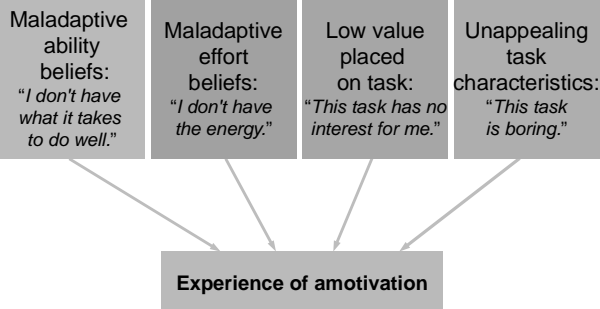 Maladaptive
ability
beliefs:
“I don't have
what it takes
to do well.”
Maladaptive
effort
beliefs:
“I don't have
the energy.”
Low value
placed
on task:
“This task has no
interest for me.”
Unappealing
task
characteristics:
“This task
is boring.”
Experience of amotivation